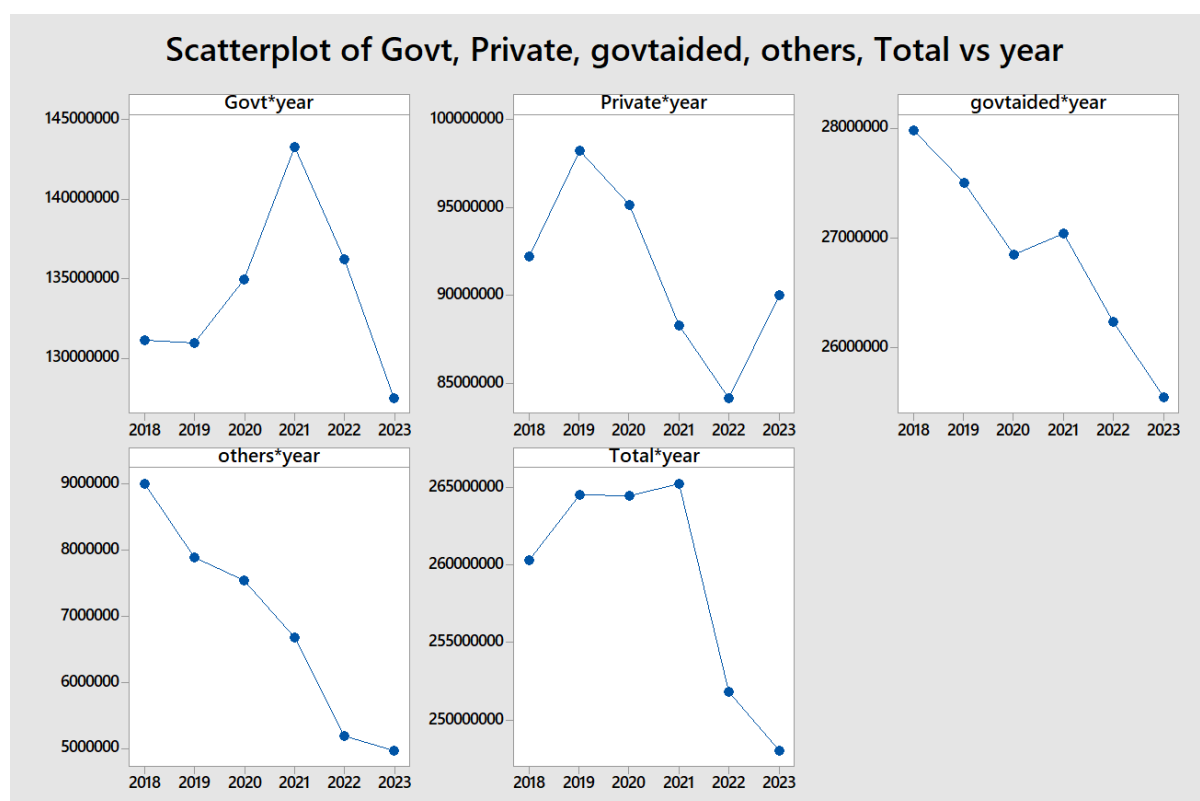 Scatterplot of Govt, Private, govtaided, others, Total vs year
Govt*year
145000000
140000000
135000000
130000000
2018 2019 2020 2021 2022 2023
Private*year
100000000
95000000
90000000
85000000
2018 2019 2020 2021 2022 2023
govtaided*year
28000000
27000000
26000000
2018 2019 2020 2021 2022 2023
others*year
9000000
8000000
7000000
6000000
5000000
2018 2019 2020 2021 2022 2023
Total*year
265000000
260000000
255000000
250000000
2018 2019 2020 2021 2022 2023